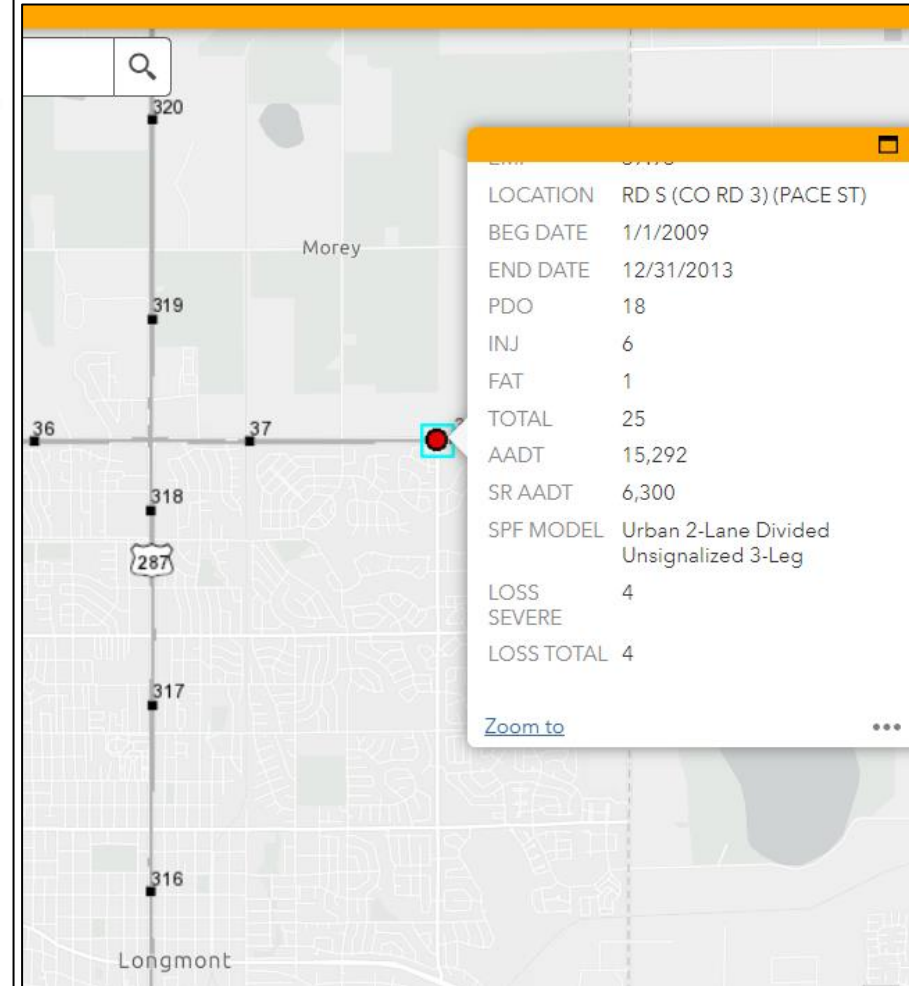 320
Morey
319
36
37
318
287
317
316
Longmont
LOCATION RD S (CO RD 3) (PACE ST)
BEG DATE 1/1/2009
END DATE 12/31/2013
PDO 18
INJ 6
FAT 1
TOTAL 25
AADT 15,292
SR AADT 6,300
SPF MODEL Urban 2-Lane Divided
Unsignalized 3-Leg
LOSS 4
SEVERE
LOSS TOTAL 4
Zoom to